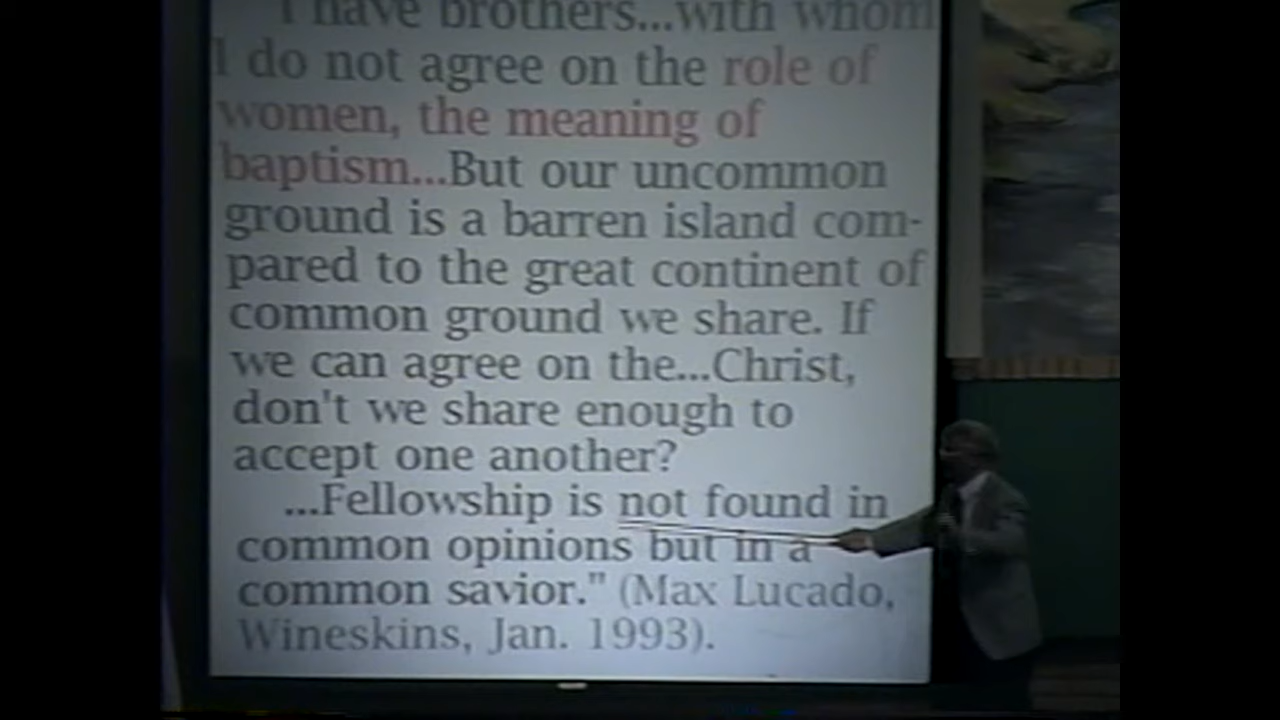 I have brothers...with whom
I do not agree on the role of
women, the meaning of
baptism...But our uncommon
ground is a barren island com-
pared to the great continent of
common ground we share. If
we can agree on the...Christ,
don't we share enough to
accept one another?
...Fellowship is not found in
common opinions but in a
common savior." (Max Lucado,
Wineskins, Jan. 1993).